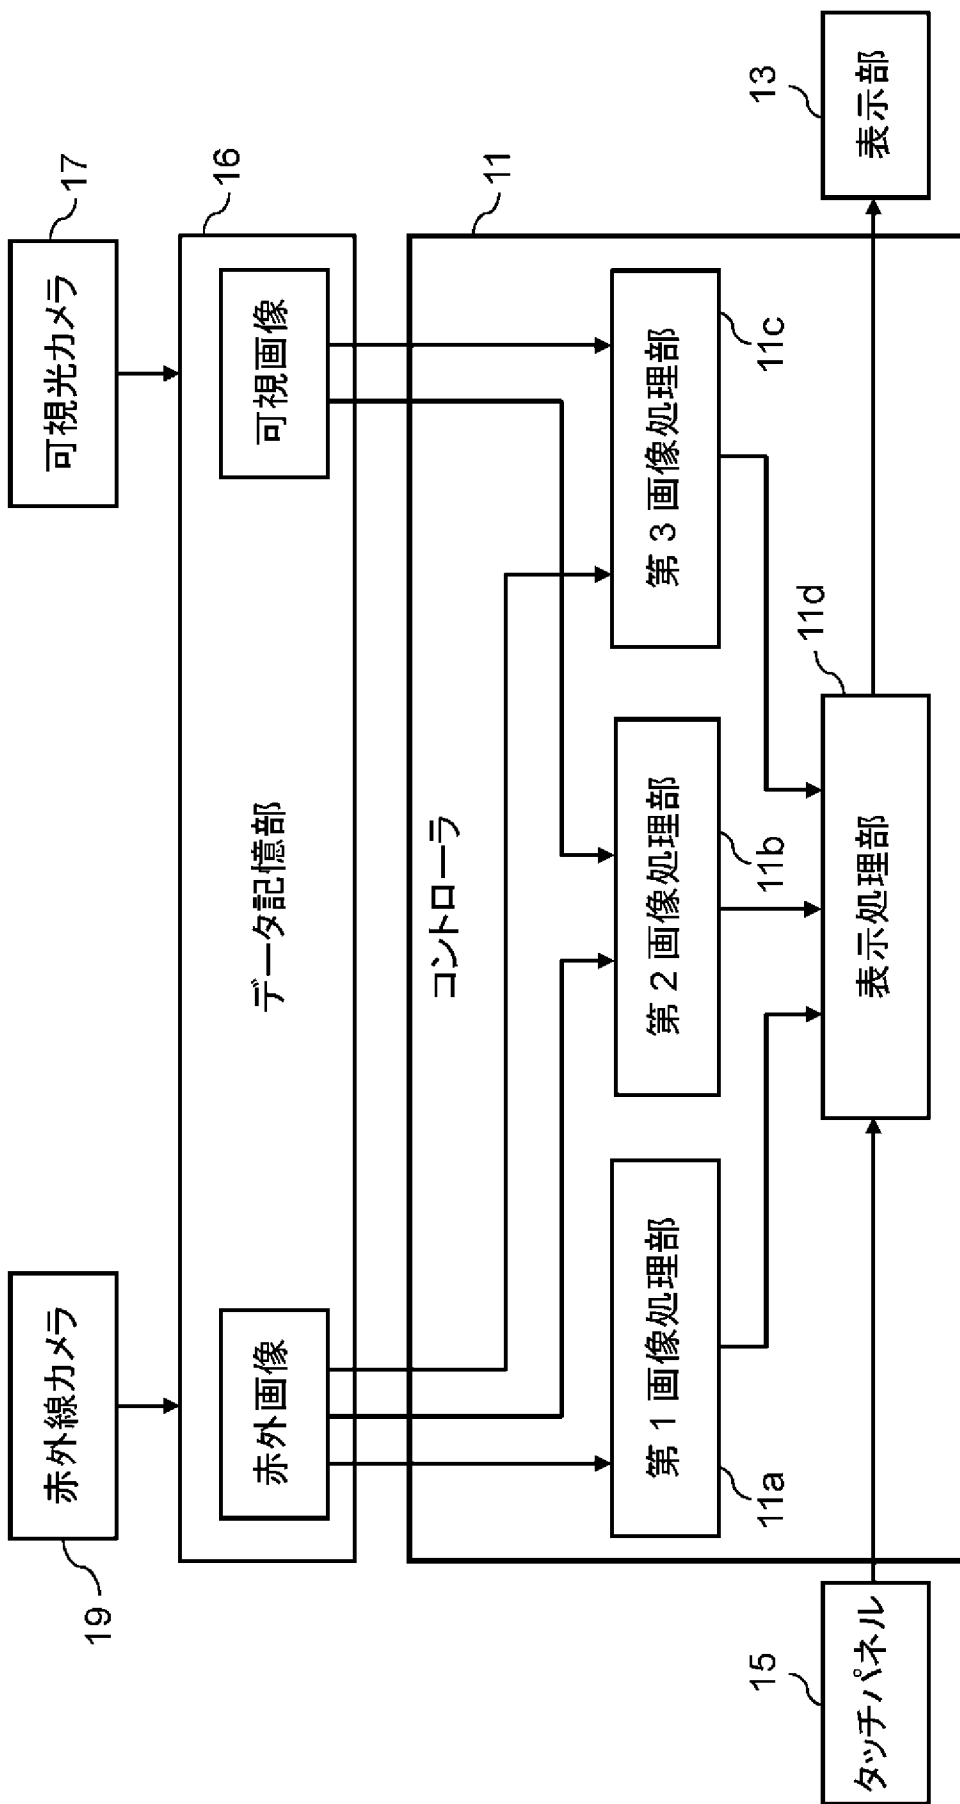 赤外線カメラ
19
可視光カメラ
17
データ記憶部
16
赤外画像
可視画像
コントローラ
11
第1画像処理部
11a
第2画像処理部
11b
第3画像処理部
11c
タッチパネル
15
表示処理部
11d
表示部
13